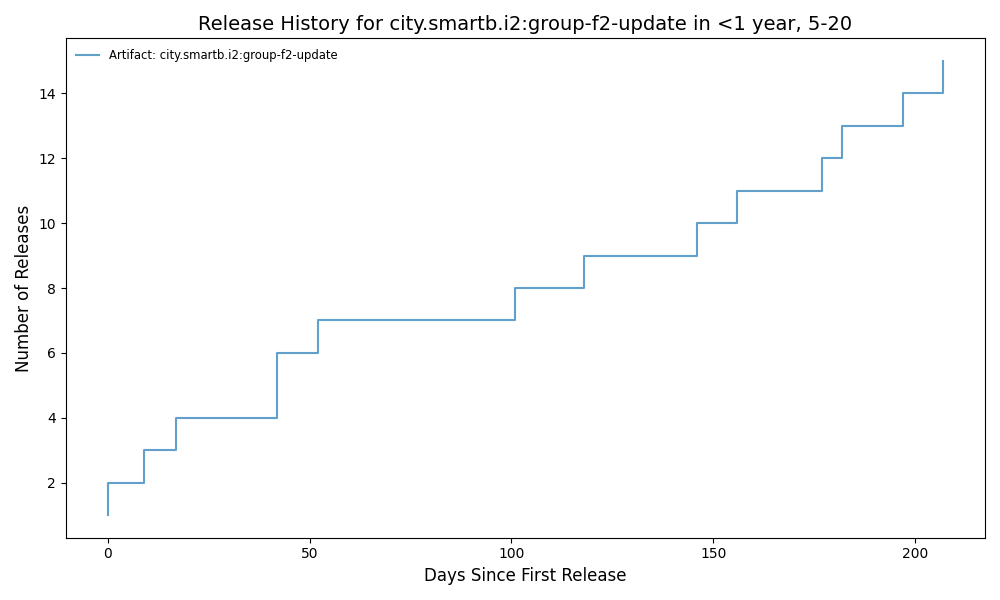 Release History for city.smartb.i2:group-f2-update in <1 year, 5-20
Artifact: city.smartb.i2:group-f2-update
Number of Releases
14
12
10
8
6
4
2
0 50 100 150 200
Days Since First Release